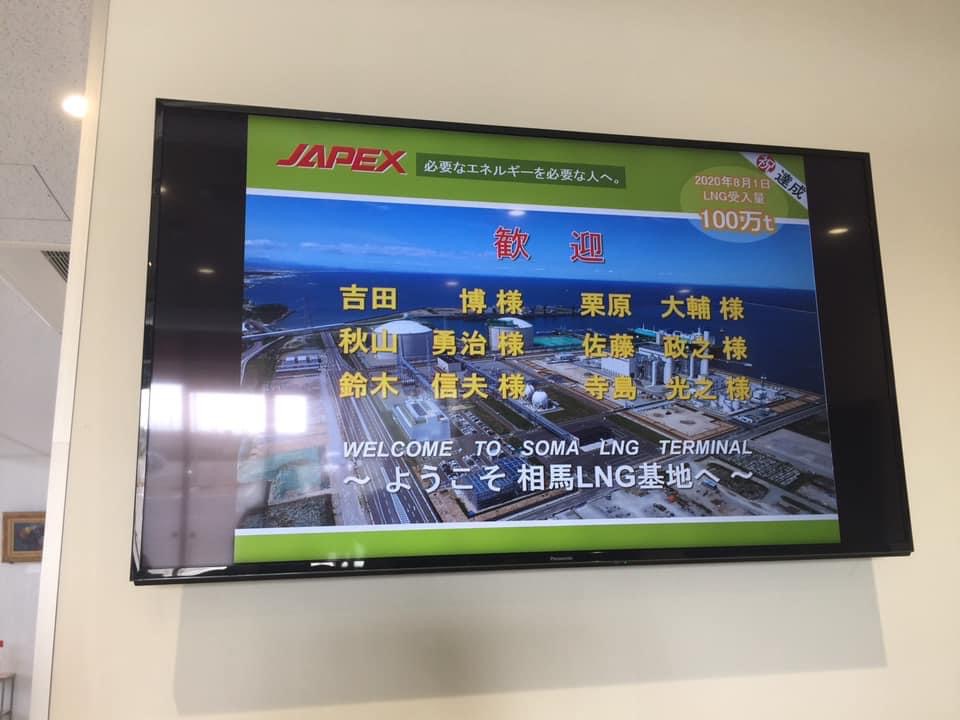 JAPEX 必要なエネルギーを必要な人へ。
祝 達成
2020年8月1日
LNG受入量
100万t
歓 迎
吉田 博 様 栗原 大輔 様
秋山 勇治 様 佐藤 政之 様
鈴木 信夫 様 寺島 光之 様
WELCOME TO SOMA LNG TERMINAL
～ ようこそ 相馬LNG基地へ ～
Panasonic